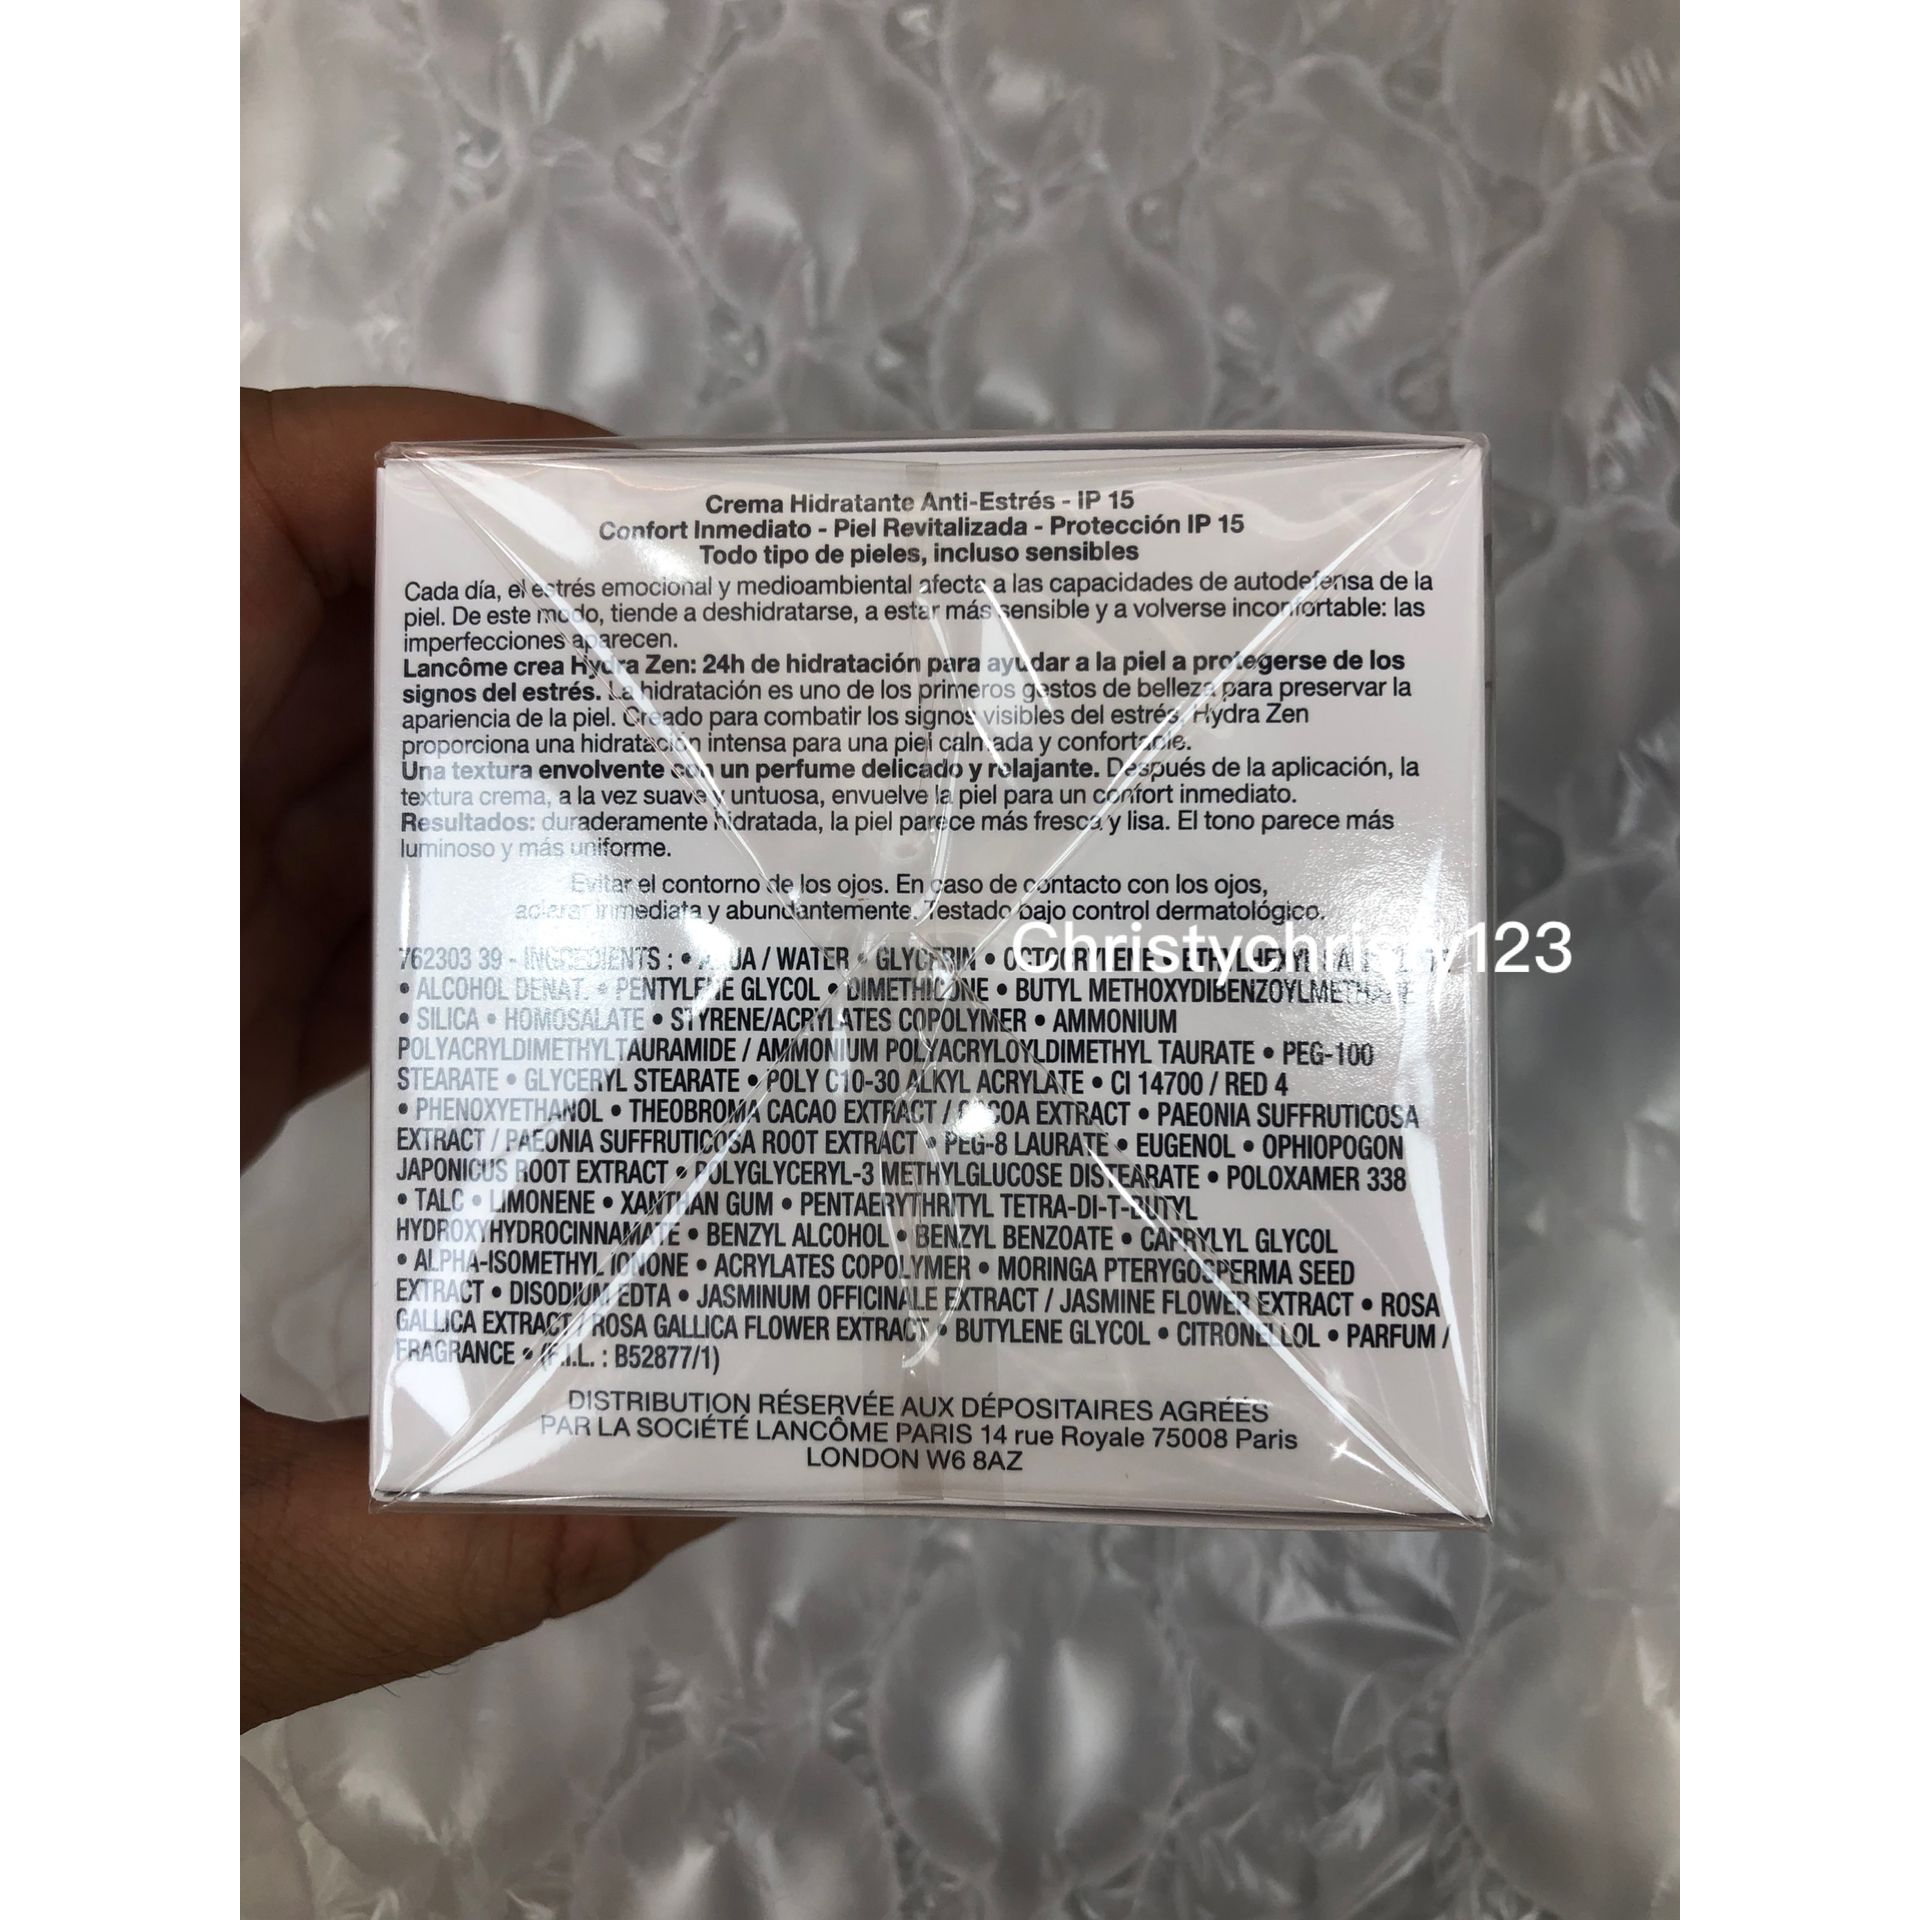 Crema Hidratante Anti-Estrés - IP 15
Confort Inmediato - Piel Revitalizada - Protección IP 15
Todo tipo de pieles, incluso sensibles
Cada día, el estrés emocional y medioambiental afecta a las capacidades de autodefensa de la
piel. De este modo, tiende a deshidratarse, a estar más sensible y a volverse inconfortable: las
imperfecciones aparecen.
Lancôme crea Hydra Zen: 24h de hidratación para ayudar a la piel a protegerse de los
signos del estrés. La hidratación es uno de los primeros gestos de belleza para preservar la
apariencia de la piel. Creado para combatir los signos visibles del estrés, Hydra Zen
proporciona una hidratación intensa para una piel calmada y confortable.
Una textura envolvente con un perfume delicado y relajante. Después de la aplicación, la
textura crema, a la vez suave y untuosa, envuelve la piel para un confort inmediato.
Resultados: duraderamente hidratada, la piel parece más fresca y lisa. El tono parece más
luminoso y más uniforme.
Evitar el contorno de los ojos. En caso de contacto con los ojos,
aclarar inmediata y abundantemente. Testado bajo control dermatológico.
762303 39 - INGREDIENTS : • AQUA / WATER • GLYCERIN • OCTOCRYLENE • ETHYLHEXYL
• ALCOHOL DENAT. • PENTYLENE GLYCOL • DIMETHICONE • BUTYL METHOXYDIBENZOYLMETHANE
• SILICA • HOMOSALATE • STYRENE/ACRYLATES COPOLYMER • AMMONIUM
POLYACRYLDIMETHYLTAURAMIDE / AMMONIUM POLYACRYLOYLDIMETHYL TAURATE • PEG-100
STEARATE • GLYCERYL STEARATE • POLY C10-30 ALKYL ACRYLATE • CI 14700 / RED 4
• PHENOXYETHANOL • THEOBROMA CACAO EXTRACT / COCOA EXTRACT • PAEONIA SUFFRUTICOSA
EXTRACT / PAEONIA SUFFRUTICOSA ROOT EXTRACT • PEG-8 LAURATE • EUGENOL • OPHIOPOGON
JAPONICUS ROOT EXTRACT • POLYGLYCERYL-3 METHYLGLUCOSE DISTEARATE • POLOXAMER 338
• TALC • LIMONENE • XANTHAN GUM • PENTAERYTHRITYL TETRA-DI-T-BUTYL
HYDROXYHYDROCINNAMATE • BENZYL ALCOHOL • BENZYL BENZOATE • CAPRYLYL GLYCOL
• ALPHA-ISOMETHYL IONONE • ACRYLATES COPOLYMER • MORINGA PTERYGOSPERMA SEED
EXTRACT • DISODIUM EDTA • JASMINUM OFFICINALE EXTRACT / JASMINE FLOWER EXTRACT • ROSA
GALLICA EXTRACT / ROSA GALLICA FLOWER EXTRACT • BUTYLENE GLYCOL • CITRONELLOL • PARFUM /
FRAGRANCE • (F.I.L. : B52877/1)
DISTRIBUTION RÉSERVÉE AUX DÉPOSITAIRES AGRÉÉS
PAR LA SOCIÉTÉ LANCÔME PARIS 14 rue Royale 75008 Paris
LONDON W6 8AZ
Christychristy123